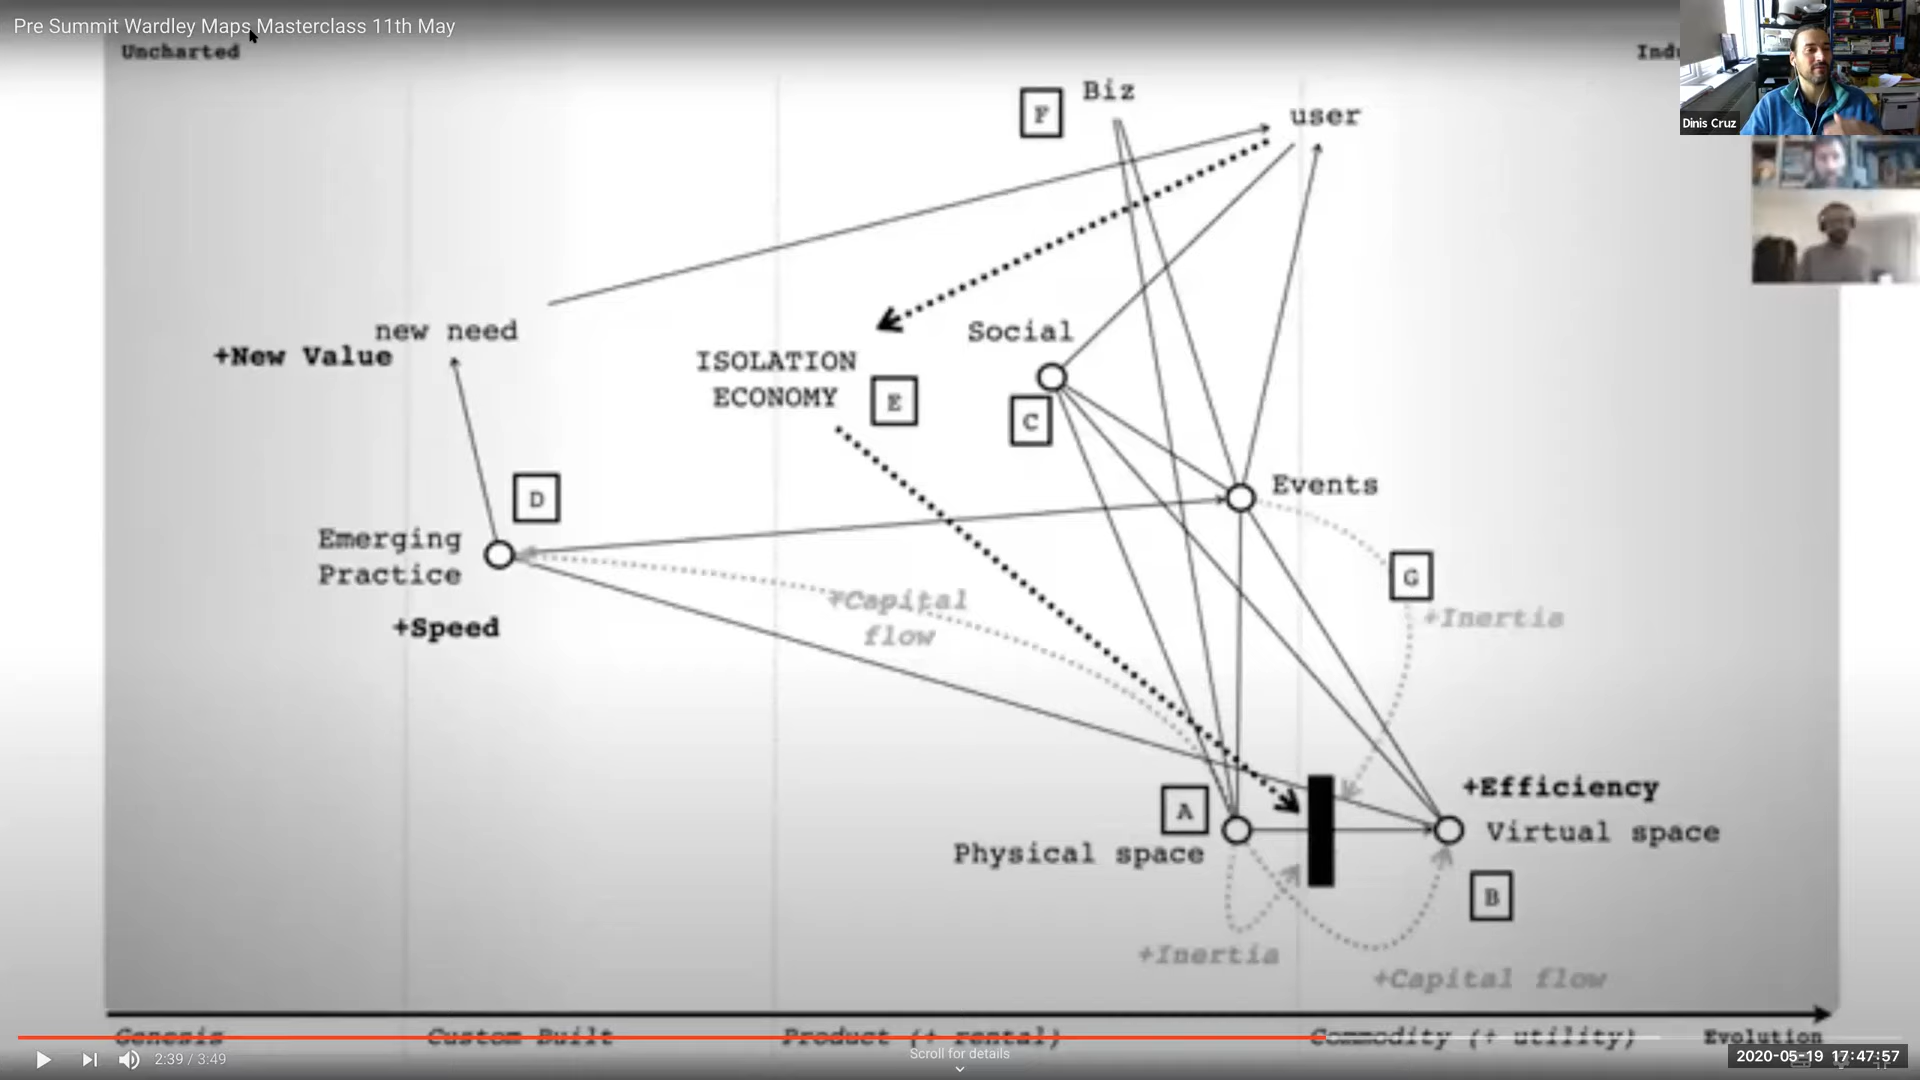 Pre Summit Wardley Maps Masterclass 11th May
Uncharted
Biz
F
user
Dinis Cruz
new need
+New Value
ISOLATION
ECONOMY
E
Social
C
D
Events
Emerging
Practice
+Speed
+Capital
flow
G
+Inertia
+Efficiency
A
Virtual space
Physical space
B
+Inertia
+Capital flow
Genesis
Custom Built
Product (+ rental)
Commodity (+ utility)
Evolution
2:39 / 3:49
Scroll for details
2020-05-19 17:47:57